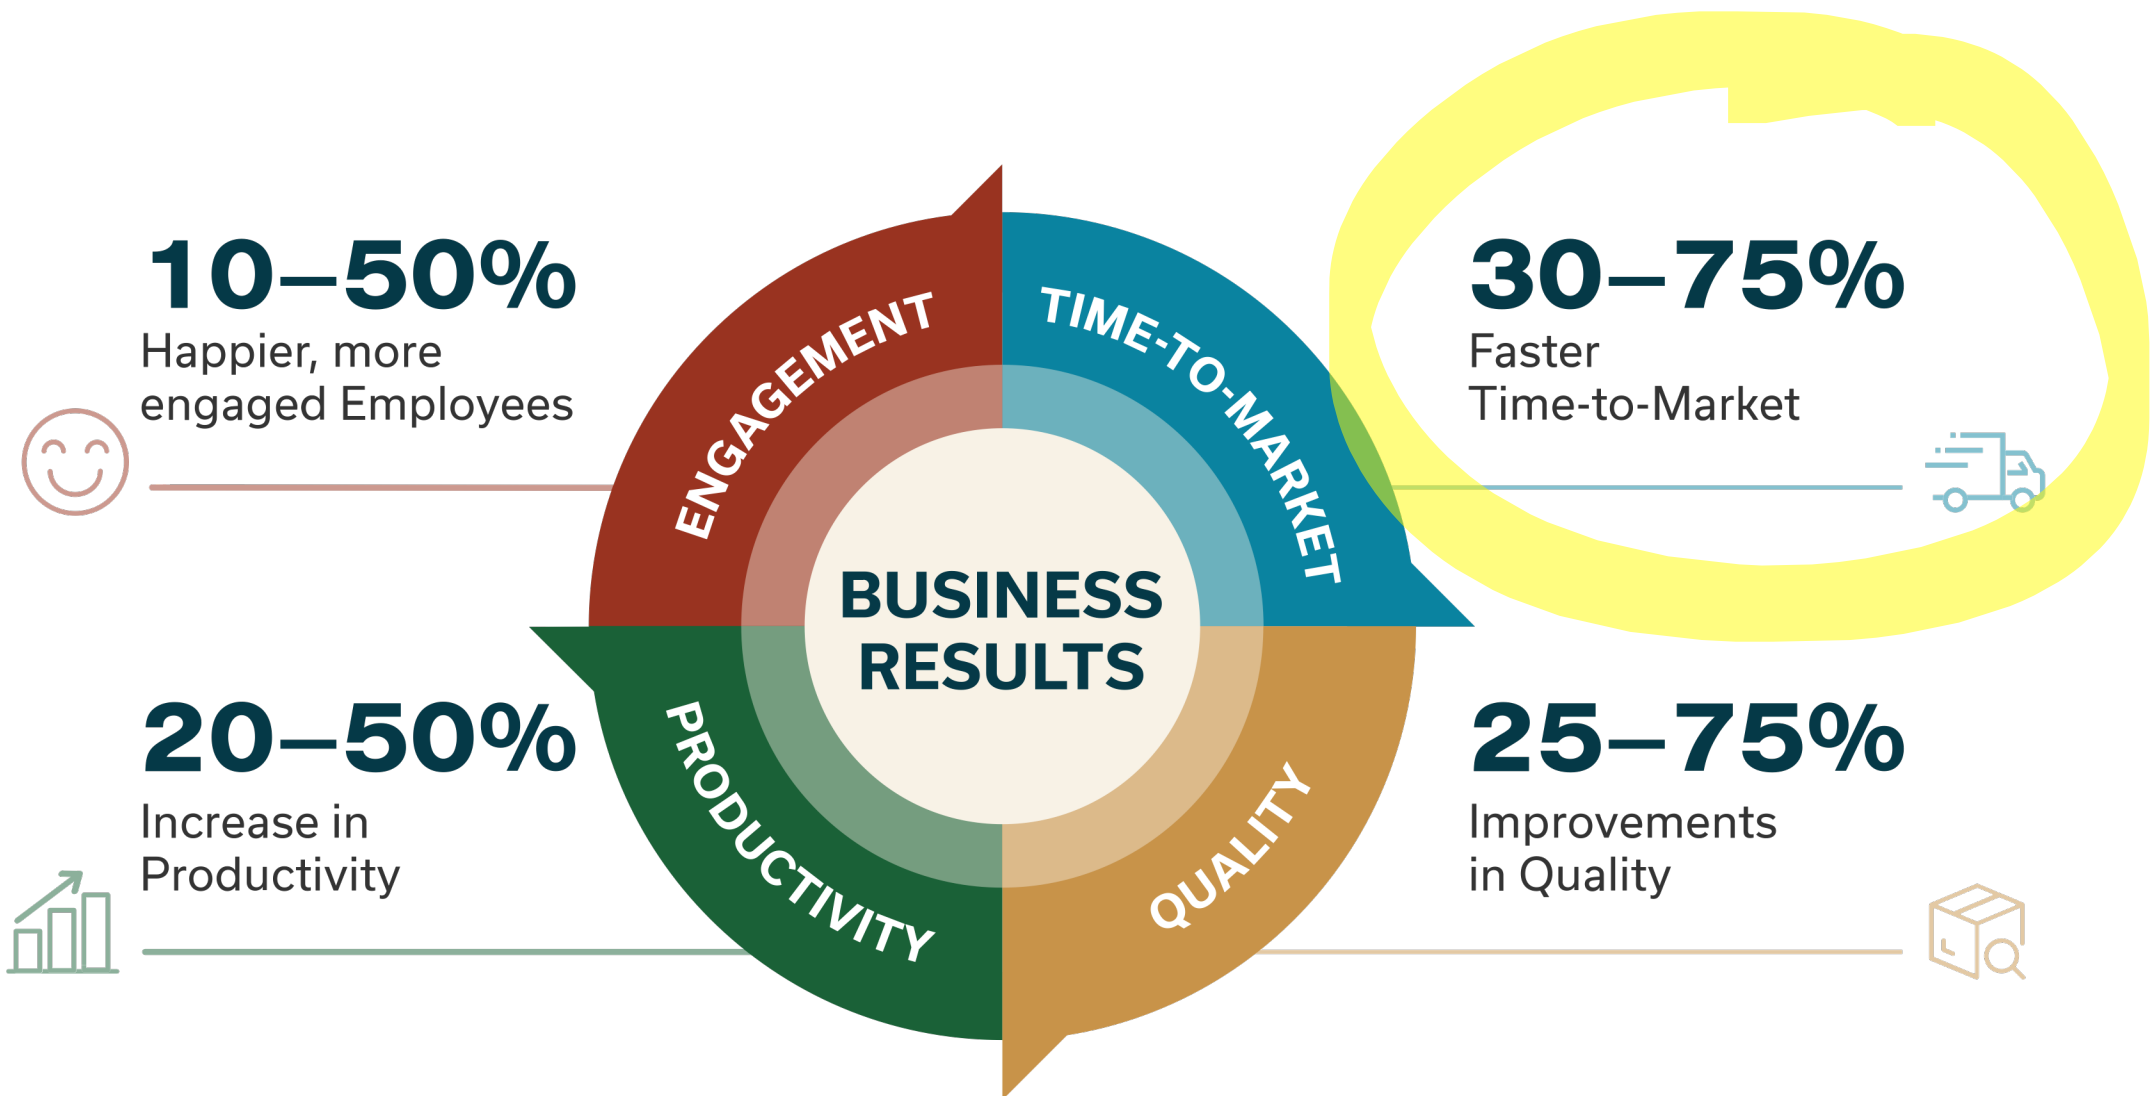 10–50%
Happier, more
engaged Employees
ENGAGEMENT
TIME-TO-MARKET
30–75%
Faster
Time-to-Market
BUSINESS
RESULTS
20–50%
Increase in
Productivity
PRODUCTIVITY
QUALITY
25–75%
Improvements
in Quality